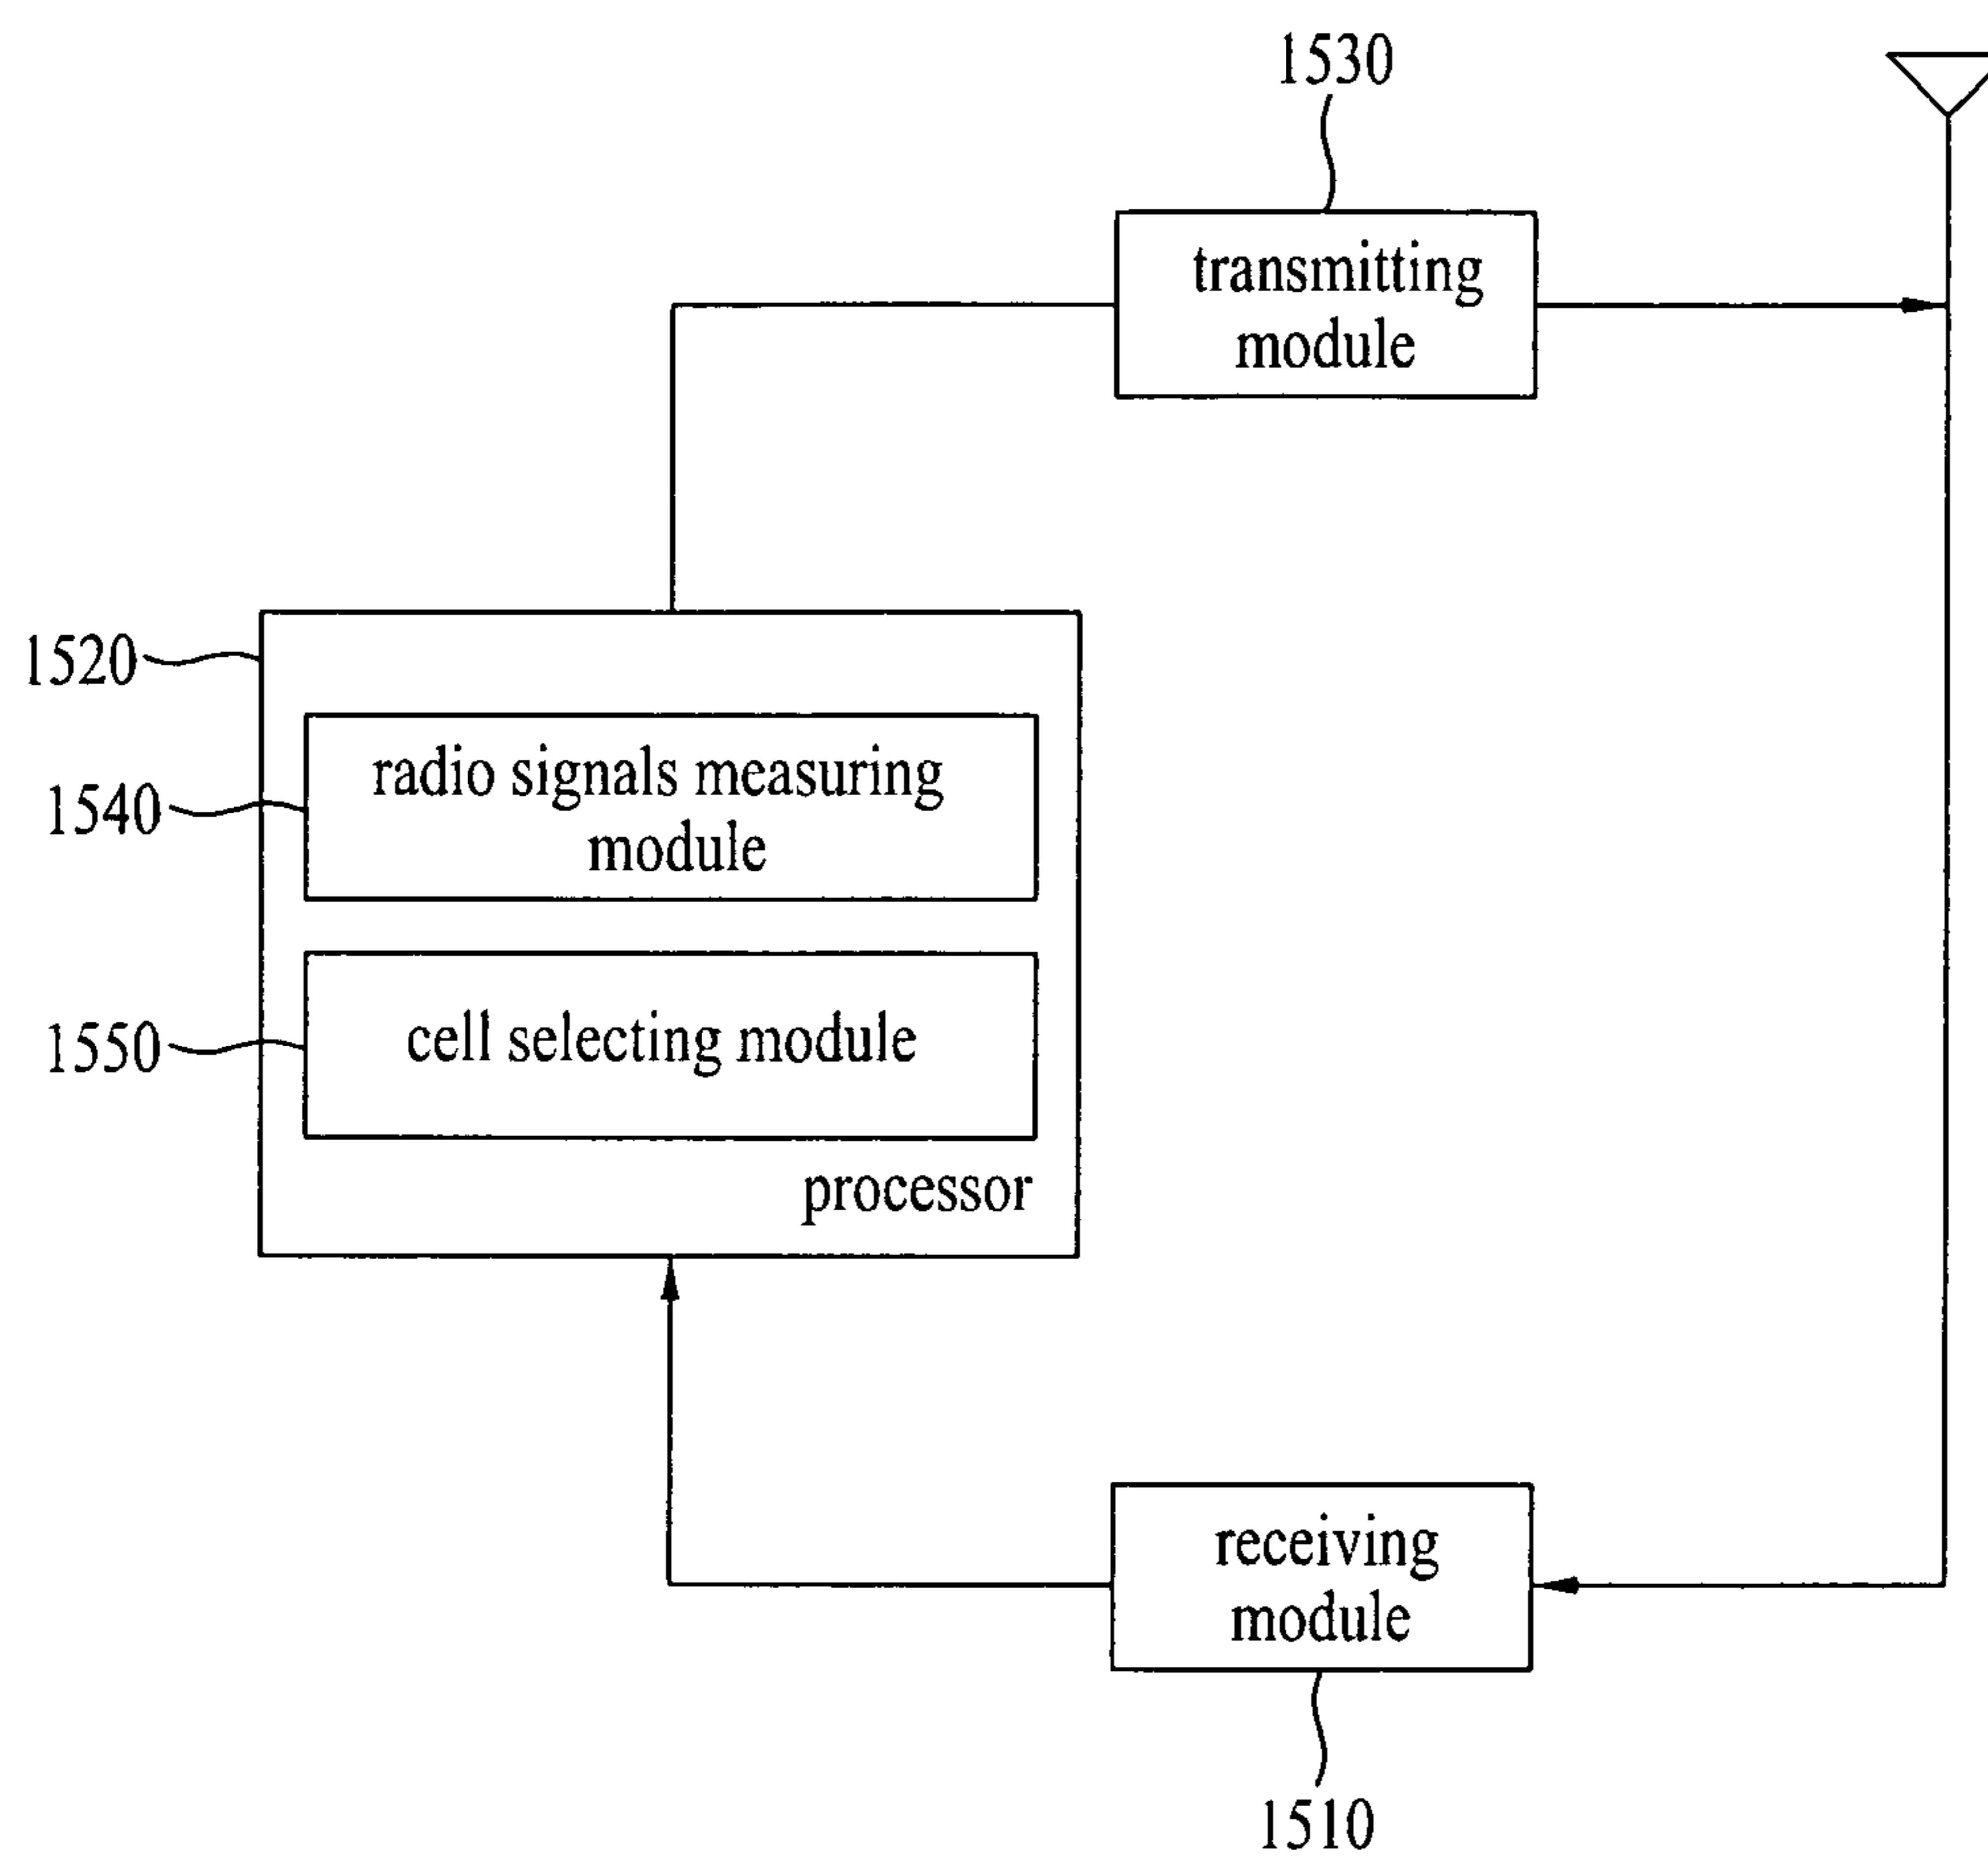 1530
transmitting
module
1520
radio signals measuring
module
1540
cell selecting module
1550
processor
receiving
module
1510